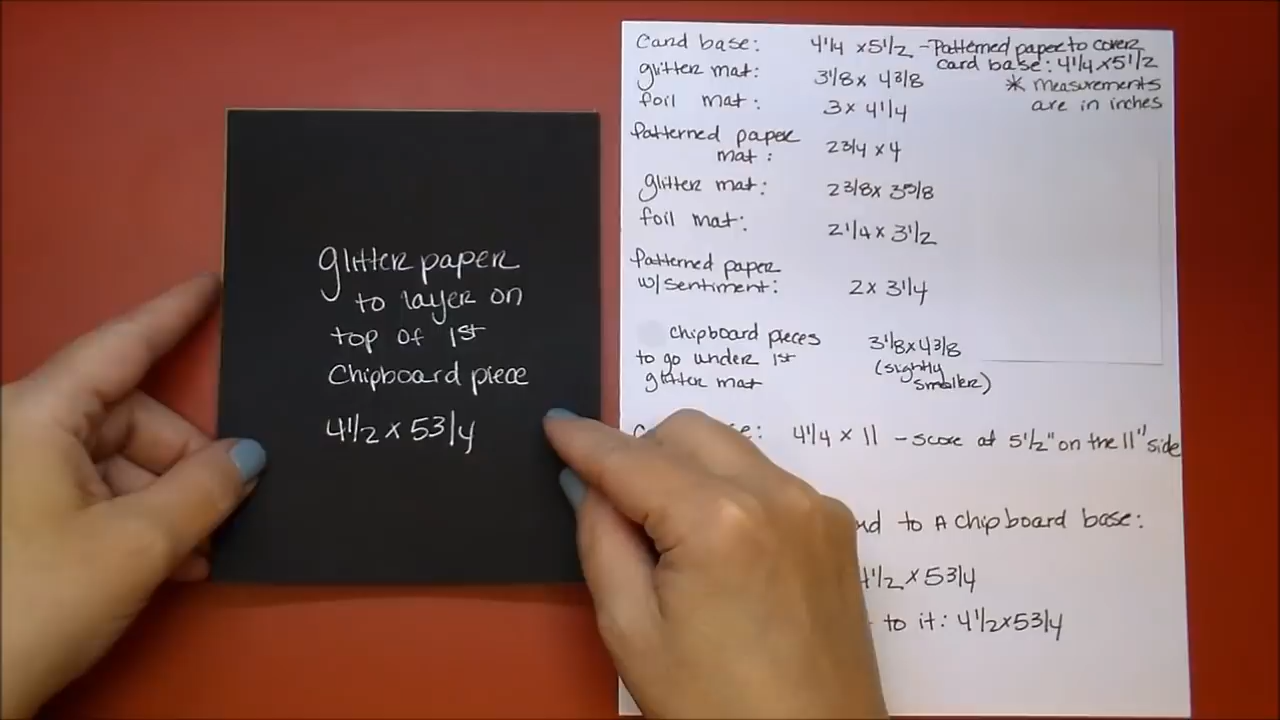 glitter paper
to layer on
top of 1st
Chipboard piece
4 1/2 x 5 3/4
Card base: 4 1/4 x 5 1/2 - Patterned paper to cover
card base: 4 1/4 x 5 1/2
glitter mat: 3 1/8 x 4 3/8
* measurements
are in inches
foil mat: 3 x 4 1/4
Patterned paper
mat: 2 3/4 x 4
glitter mat: 2 3/8 x 3 5/8
foil mat: 2 1/4 x 3 1/2
Patterned paper
w/ sentiment: 2 x 3 1/4
chipboard pieces 3 1/8 x 4 3/8
to go under 1st (slightly
glitter mat smaller)
4 1/4 x 11 - score at 5 1/2" on the 11" side
to A chipboard base:
4 1/2 x 5 3/4
to it: 4 1/2 x 5 3/4